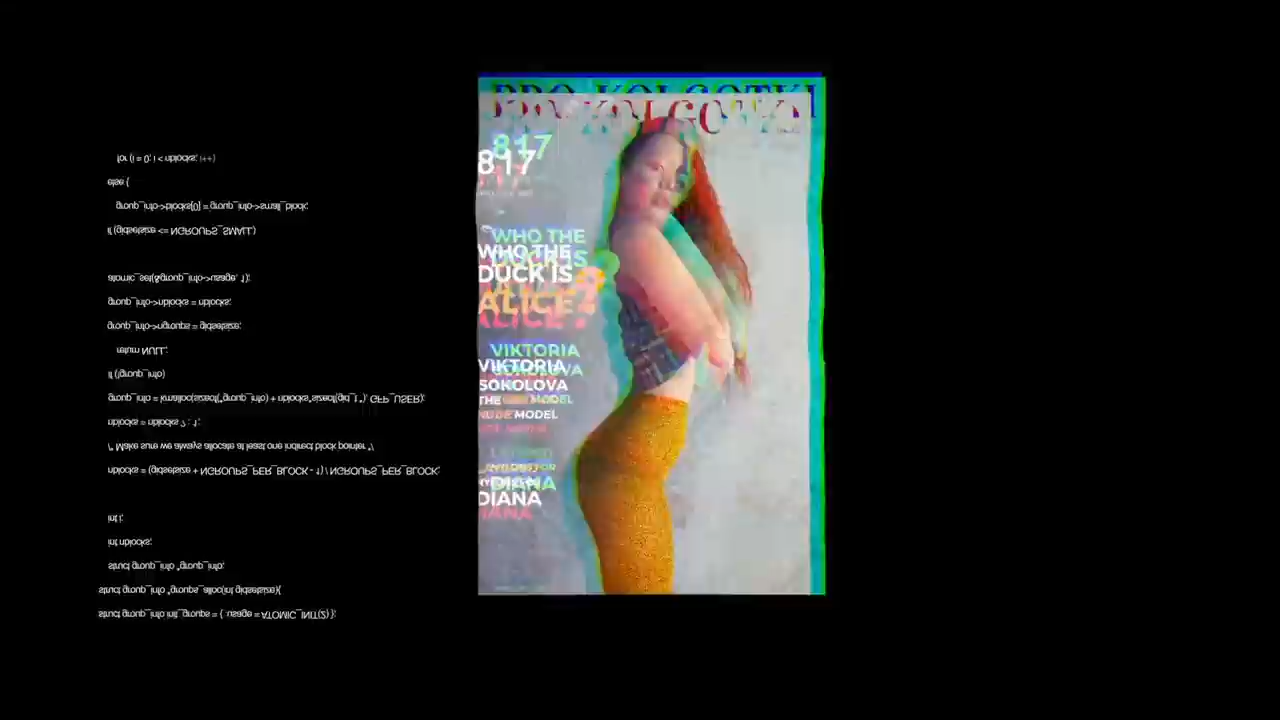 for (i = 0; i < nblocks; i++)
else {
group_info->blocks[0] = group_info->small_block;
if (gidsetsize <= NGROUPS_SMALL)
atomic_set(&group_info->usage, 1);
group_info->nblocks = nblocks;
group_info->ngroups = gidsetsize;
return NULL;
if (!group_info)
group_info = kmalloc(sizeof(*group_info) + nblocks*sizeof(gid_t *), GFP_USER);
nblocks = nblocks ? : 1;
/* Make sure we always allocate at least one indirect block pointer */
nblocks = (gidsetsize + NGROUPS_PER_BLOCK - 1) / NGROUPS_PER_BLOCK;
int i;
int nblocks;
struct group_info *group_info;
struct group_info *groups_alloc(int gidsetsize){
struct group_info init_groups = { .usage = ATOMIC_INIT(2) };
PRO KOLGOTKI
817
WHO THE
DUCK IS
ALICE?
VIKTORIA
SOKOLOVA
THE
NUDE MODEL
DIANA